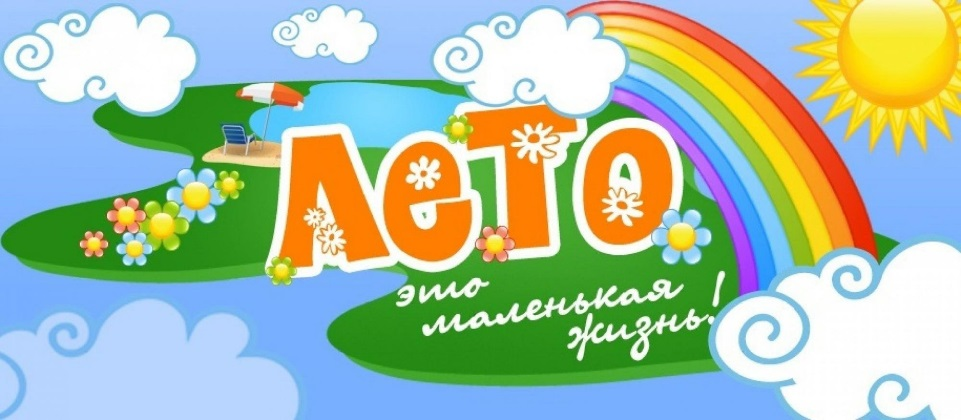 Лето
это
маленькая
жизнь!